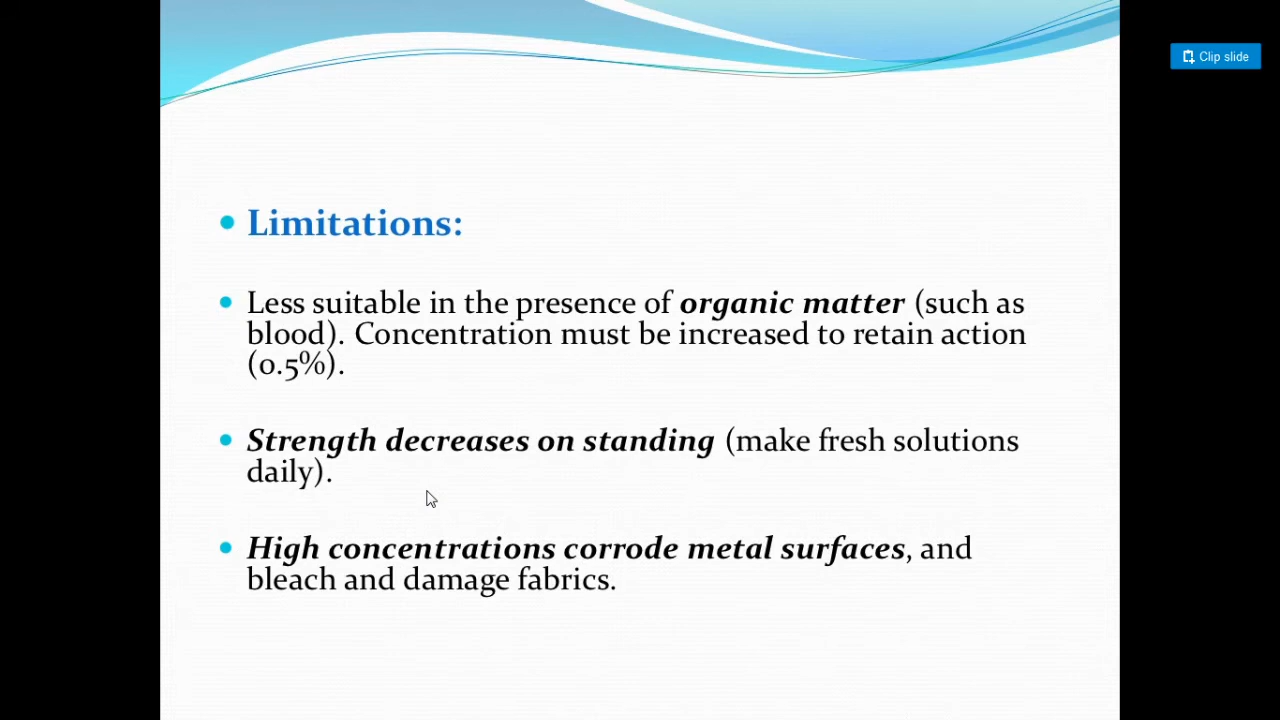 Clip slide
Limitations:
Less suitable in the presence of organic matter (such as
blood). Concentration must be increased to retain action
(0.5%).
Strength decreases on standing (make fresh solutions
daily).
High concentrations corrode metal surfaces, and
bleach and damage fabrics.